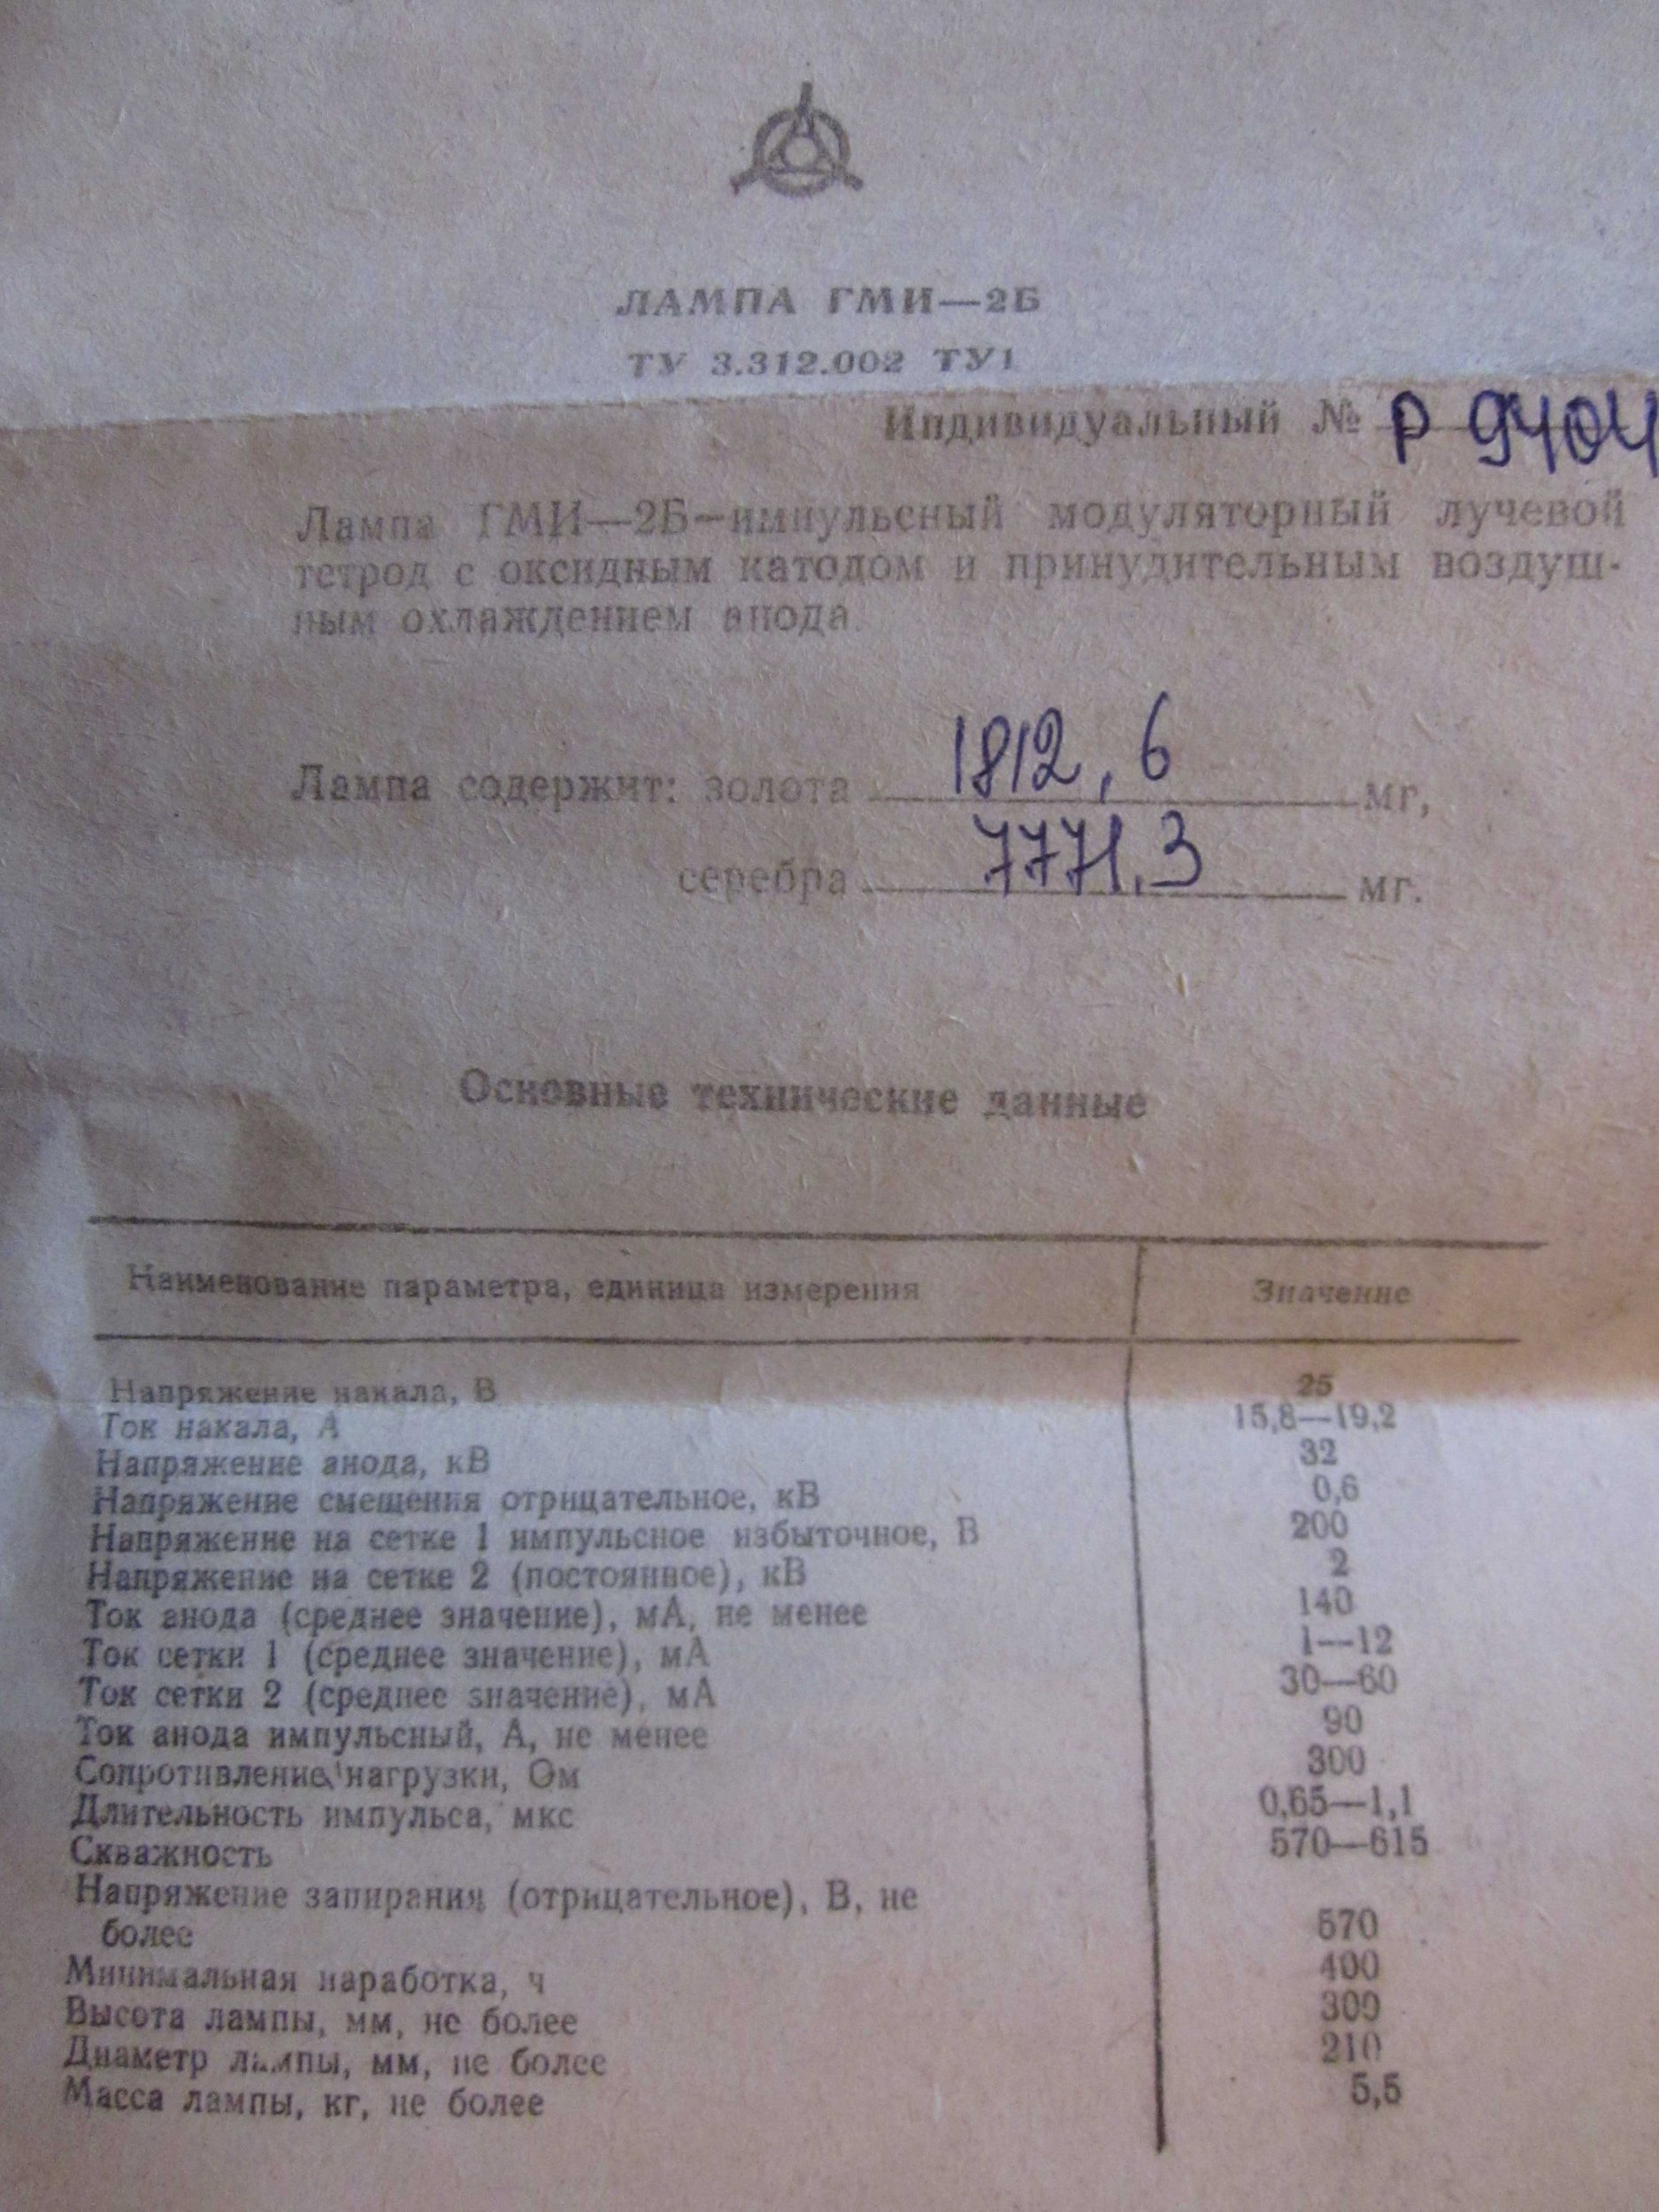 ЛАМПА ГМИ—2Б
ТУ 3.312.002 ТУ1
Индивидуальный № Р 9404
Лампа ГМИ—2Б—импульсный модуляторный лучевой
тетрод с оксидным катодом и принудительным воздуш-
ным охлаждением анода.
Лампа содержит: золота 1812,6 мг,
серебра 7771.3 мг.
Основные технические данные
Наименование параметра, единица измерения Значение
Напряжение накала, В 25
Ток накала, А 15,8—19,2
Напряжение анода, кВ 32
Напряжение смещения отрицательное, кВ 0,6
Напряжение на сетке 1 импульсное избыточное, В 200
Напряжение на сетке 2 (постоянное), кВ 2
Ток анода (среднее значение), мА, не менее 140
Ток сетки 1 (среднее значение), мА 1—12
Ток сетки 2 (среднее значение), мА 30—60
Ток анода импульсный, А, не менее 90
Сопротивление нагрузки, Ом 300
Длительность импульса, мкс 0,65—1,1
Скважность 570—615
Напряжение запирания (отрицательное), В, не
более 570
Минимальная наработка, ч 400
Высота лампы, мм, не более 300
Диаметр лампы, мм, не более 210
Масса лампы, кг, не более 5,5